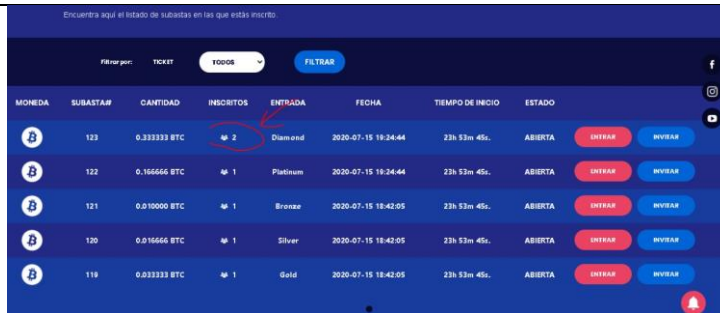 Encuentra aquí el listado de subastas en las que estás inscrito.
Filtrar por: TICKET TODOS FILTRAR
MONEDA SUBASTA# CANTIDAD INSCRITOS ENTRADA FECHA TIEMPO DE INICIO ESTADO
123 0.333333 BTC 2 Diamond 2020-07-15 19:24:44 23h 53m 45s. ABIERTA ENTRAR INVITAR
122 0.166666 BTC 1 Platinum 2020-07-15 19:24:44 23h 53m 45s. ABIERTA ENTRAR INVITAR
121 0.010000 BTC 1 Bronze 2020-07-15 18:42:05 23h 53m 45s. ABIERTA ENTRAR INVITAR
120 0.016666 BTC 1 Silver 2020-07-15 18:42:05 23h 53m 45s. ABIERTA ENTRAR INVITAR
119 0.033333 BTC 1 Gold 2020-07-15 18:42:05 23h 53m 45s. ABIERTA ENTRAR INVITAR